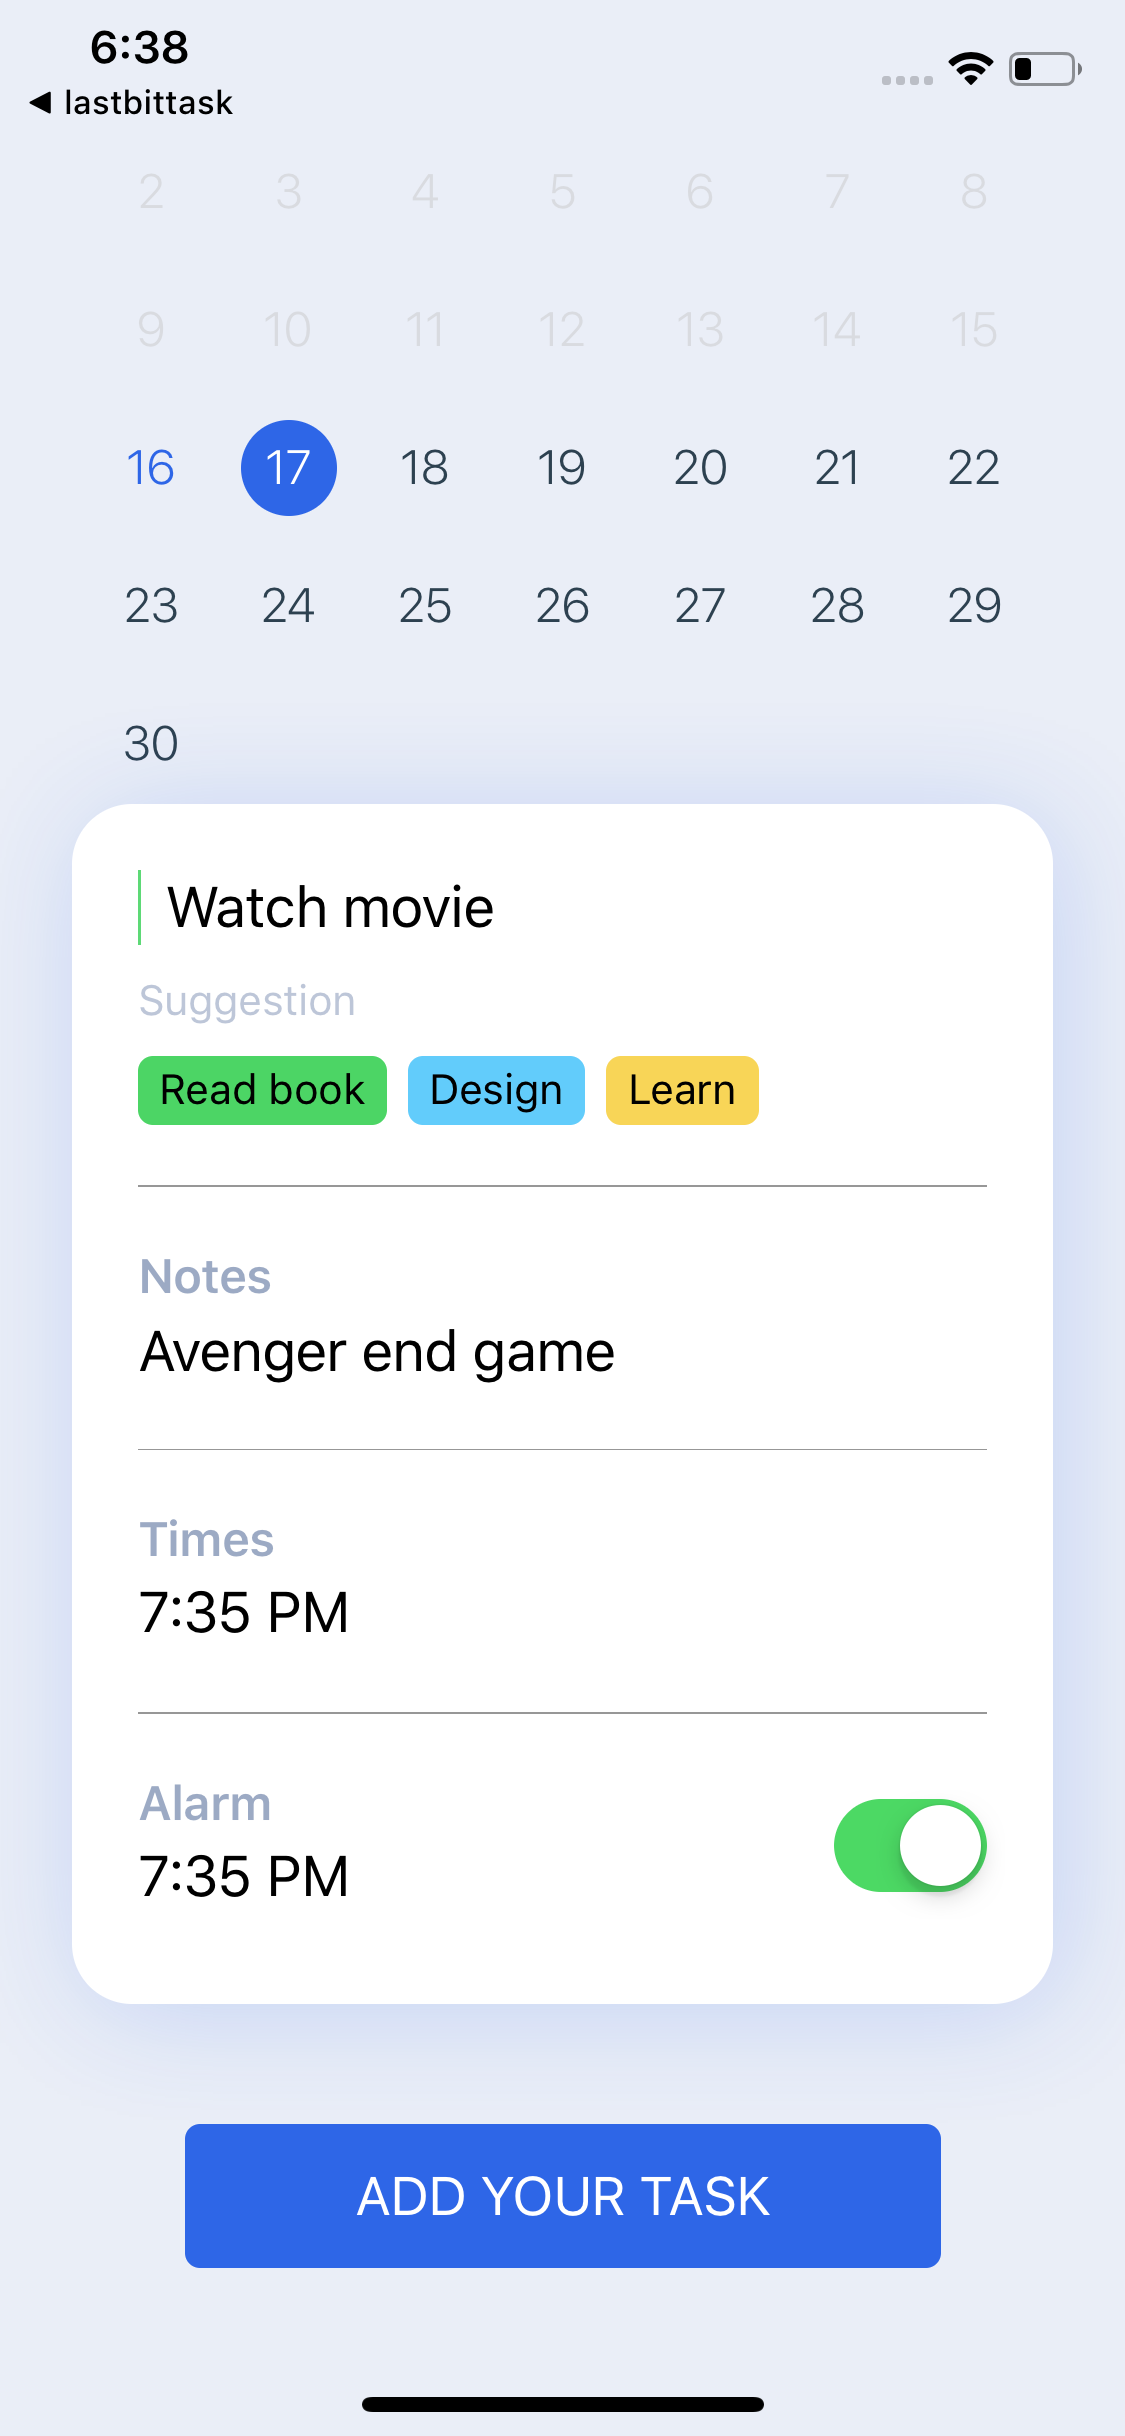 6:38
◀ lastbittask
2 3 4 5 6 7 8
9 10 11 12 13 14 15
16 17 18 19 20 21 22
23 24 25 26 27 28 29
30
Watch movie
Suggestion
Read book Design Learn
Notes
Avenger end game
Times
7:35 PM
Alarm
7:35 PM
ADD YOUR TASK